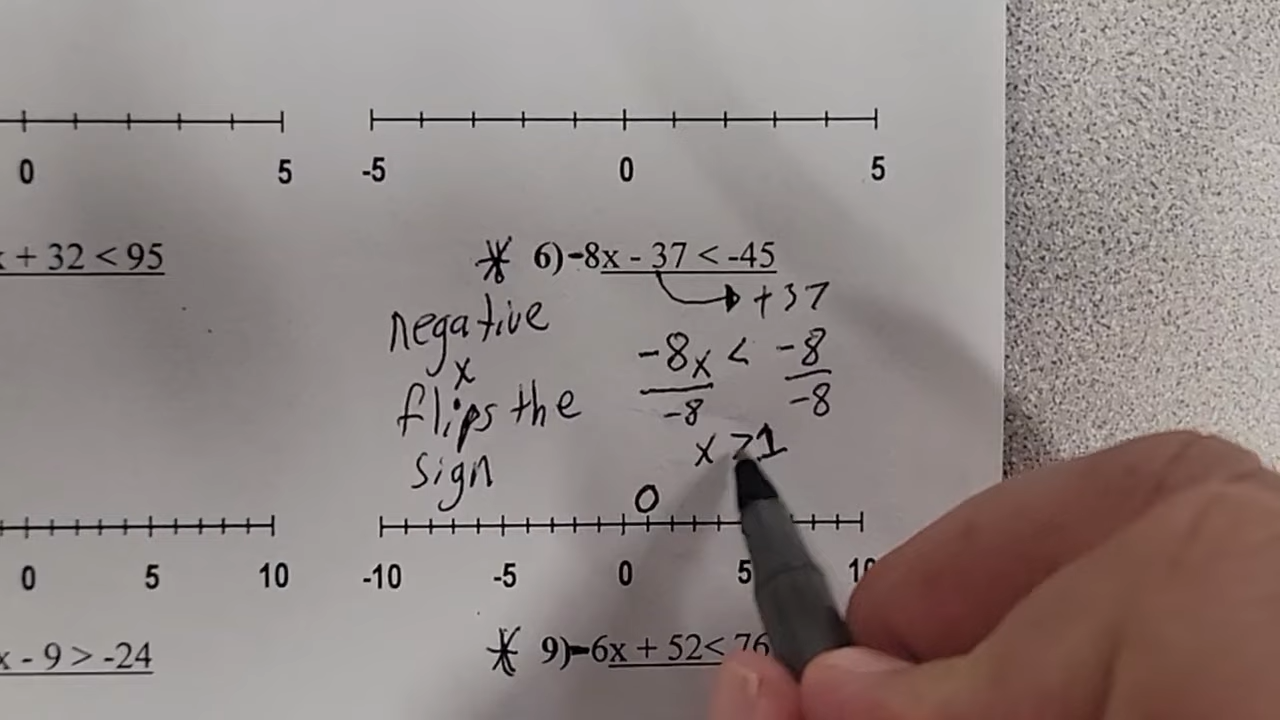 0 5 -5 0 5
x + 32 < 95
* 6) -8x - 37 < -45
+37
negative
x
flips the
sign
-8x < -8
-8 -8
x > 1
0 5 10 -10 -5 0 5
x - 9 > -24
* 9) -6x + 52 < 76